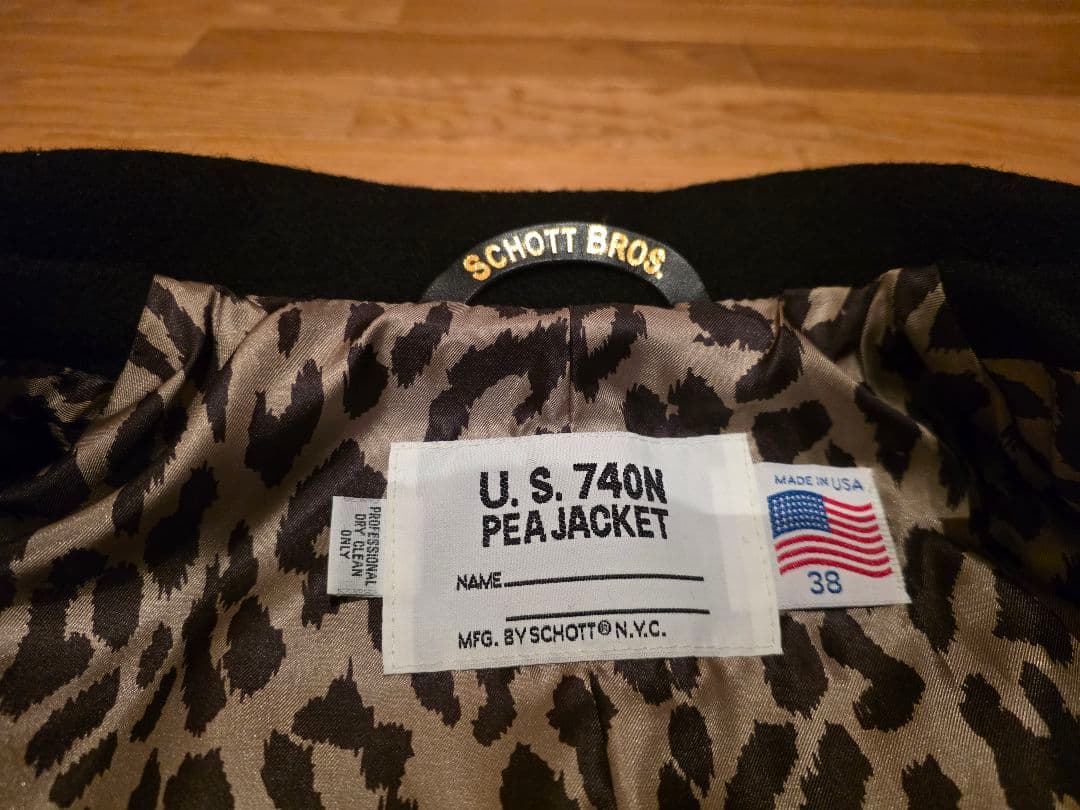 SCHOTT BROS.
U. S. 740N
PEA JACKET
NAME
MFG. BY SCHOTT® N.Y.C.
PROFESSIONAL
DRY CLEAN
ONLY
MADE IN USA
38